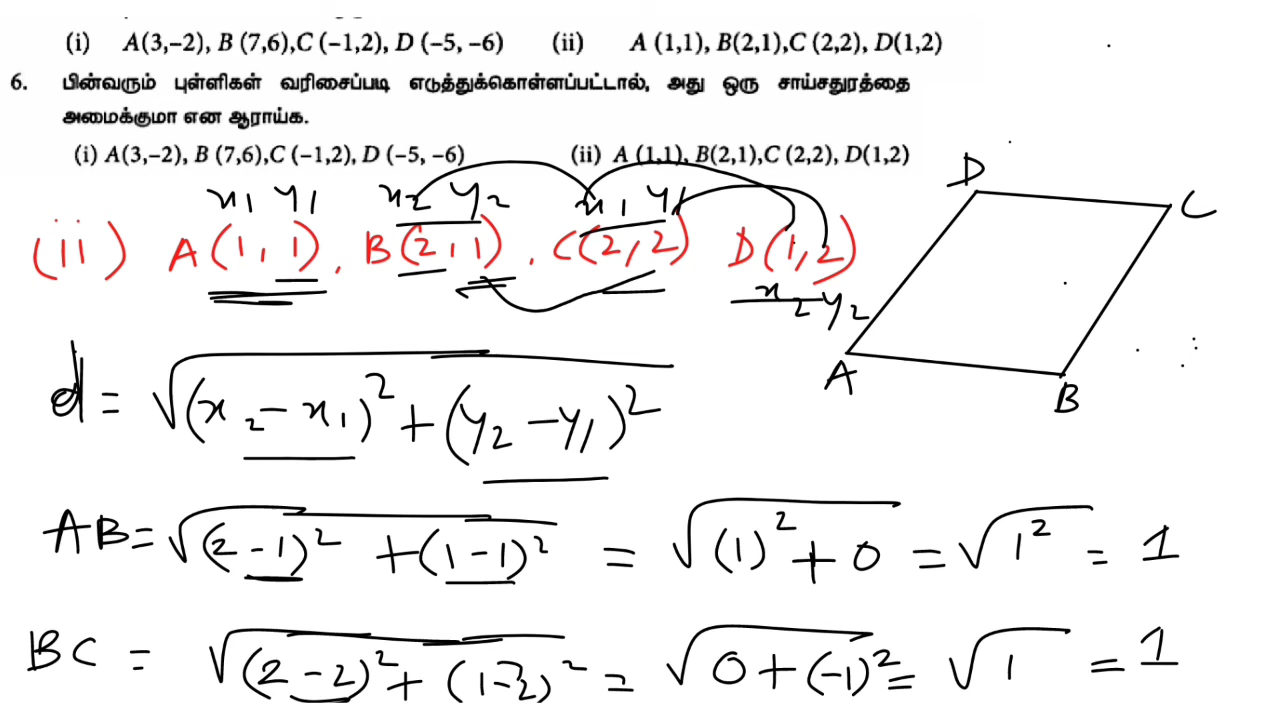 (i) A(3,−2), B (7,6),C (−1,2), D (−5, −6) (ii) A (1,1), B(2,1),C (2,2), D(1,2)
6. பின்வரும் புள்ளிகள் வரிசைப்படி எடுத்துக்கொள்ளப்பட்டால், அது ஒரு சாய்சதுரத்தை
அமைக்குமா என ஆராய்க.
(i) A(3,−2), B (7,6),C (−1,2), D (−5, −6) (ii) A (1,1), B(2,1),C (2,2), D(1,2)
x₁ y₁ x₂ y₂ x₁ y₁
(ii) A(1,1), B(2,1), C(2,2) D(1,2)
x₂ y₂
D C
A B
d = √(x₂−x₁)²+(y₂−y₁)²
AB = √(2−1)² +(1−1)² = √(1)²+0 = √1² = 1
BC = √(2−2)²+(1−2)² = √0+(−1)² = √1 = 1